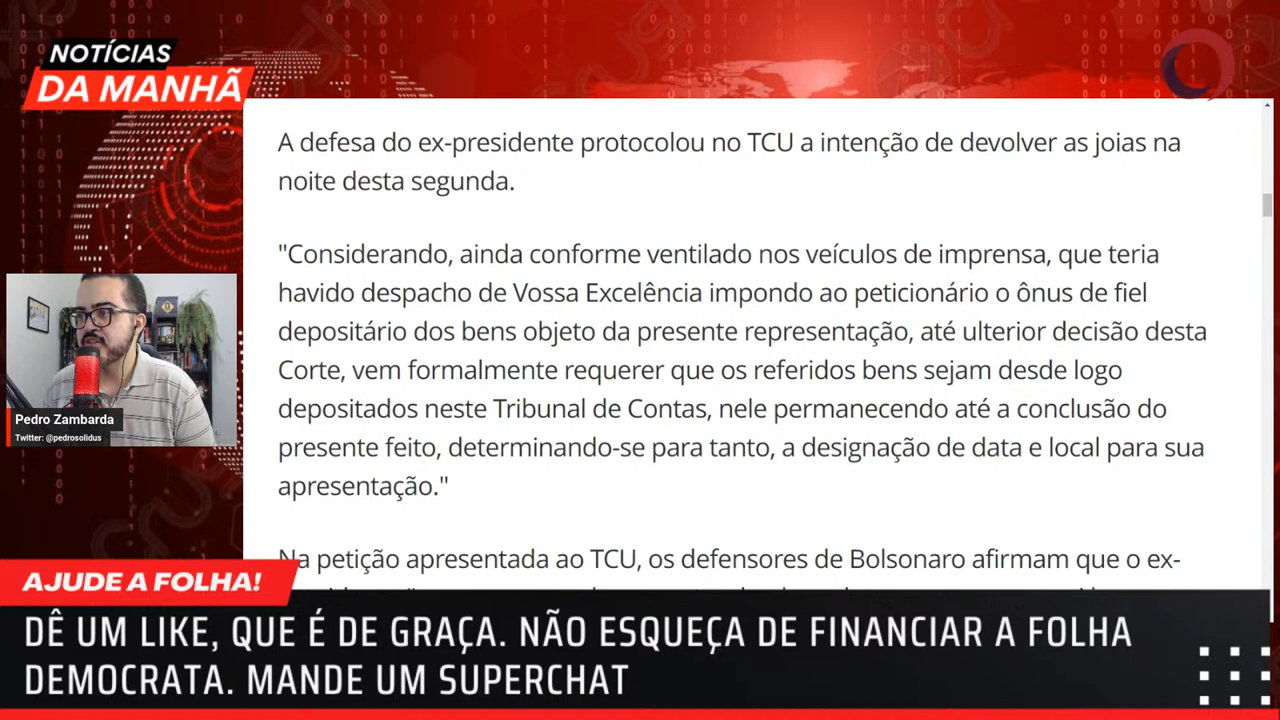 NOTÍCIAS
DA MANHÃ
A defesa do ex-presidente protocolou no TCU a intenção de devolver as joias na
noite desta segunda.
"Considerando, ainda conforme ventilado nos veículos de imprensa, que teria
havido despacho de Vossa Excelência impondo ao peticionário o ônus de fiel
depositário dos bens objeto da presente representação, até ulterior decisão desta
Corte, vem formalmente requerer que os referidos bens sejam desde logo
depositados neste Tribunal de Contas, nele permanecendo até a conclusão do
presente feito, determinando-se para tanto, a designação de data e local para sua
apresentação."
Na petição apresentada ao TCU, os defensores de Bolsonaro afirmam que o ex-
Pedro Zambarda
Twitter: @pedrosolidus
AJUDE A FOLHA!
DÊ UM LIKE, QUE É DE GRAÇA. NÃO ESQUEÇA DE FINANCIAR A FOLHA
DEMOCRATA. MANDE UM SUPERCHAT